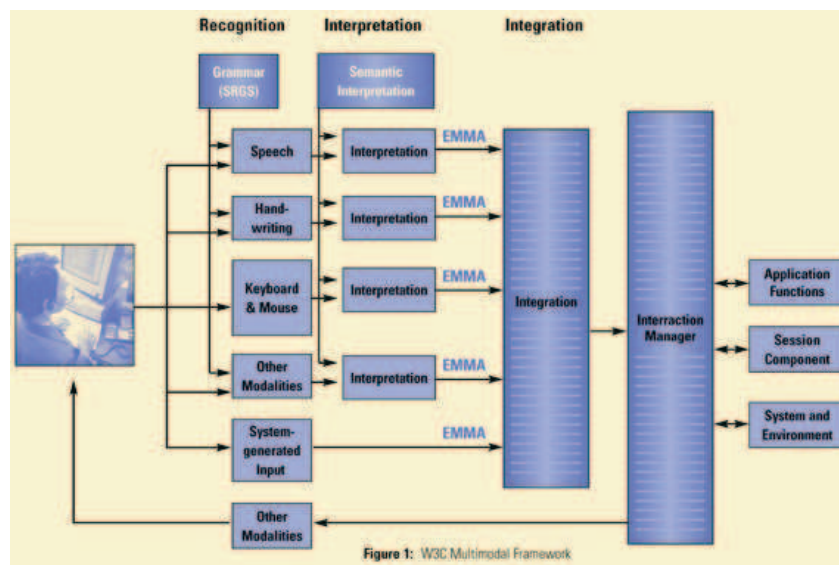 Recognition
Interpretation
Integration
Grammar
(SRGS)
Semantic
Interpretation
Speech
Interpretation
EMMA
Hand-
writing
Interpretation
EMMA
Keyboard
& Mouse
Interpretation
EMMA
Other
Modalities
Interpretation
EMMA
System-
generated
Input
EMMA
Integration
Interraction
Manager
Application
Functions
Session
Component
System and
Environment
Other
Modalities
Figure 1: W3C Multimodal Framework